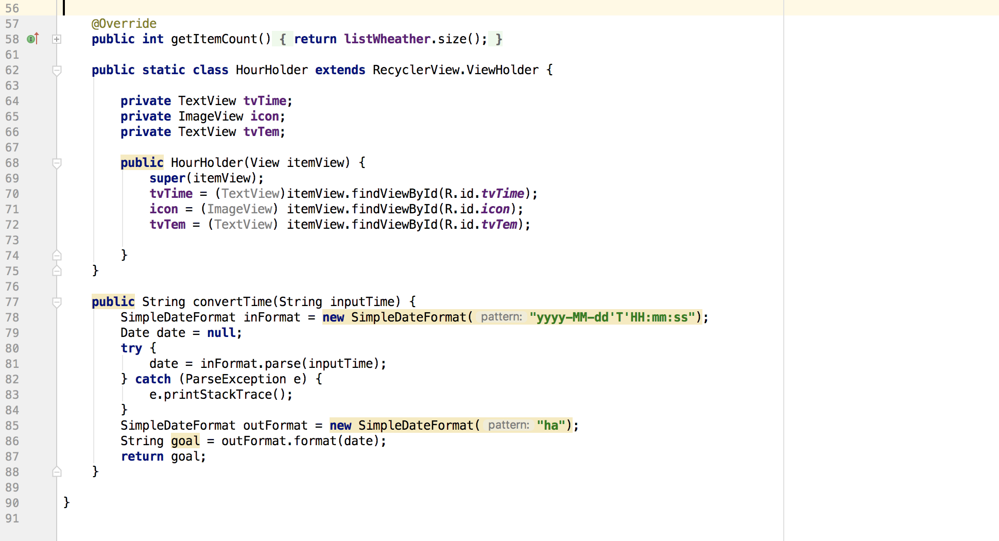 56
57 @Override
58 public int getItemCount() { return listWheather.size(); }
61
62 public static class HourHolder extends RecyclerView.ViewHolder {
63
64 private TextView tvTime;
65 private ImageView icon;
66 private TextView tvTem;
67
68 public HourHolder(View itemView) {
69 super(itemView);
70 tvTime = (TextView)itemView.findViewById(R.id.tvTime);
71 icon = (ImageView) itemView.findViewById(R.id.icon);
72 tvTem = (TextView) itemView.findViewById(R.id.tvTem);
73
74 }
75 }
76
77 public String convertTime(String inputTime) {
78 SimpleDateFormat inFormat = new SimpleDateFormat( pattern: "yyyy-MM-dd'T'HH:mm:ss");
79 Date date = null;
80 try {
81 date = inFormat.parse(inputTime);
82 } catch (ParseException e) {
83 e.printStackTrace();
84 }
85 SimpleDateFormat outFormat = new SimpleDateFormat( pattern: "ha");
86 String goal = outFormat.format(date);
87 return goal;
88 }
89
90 }
91